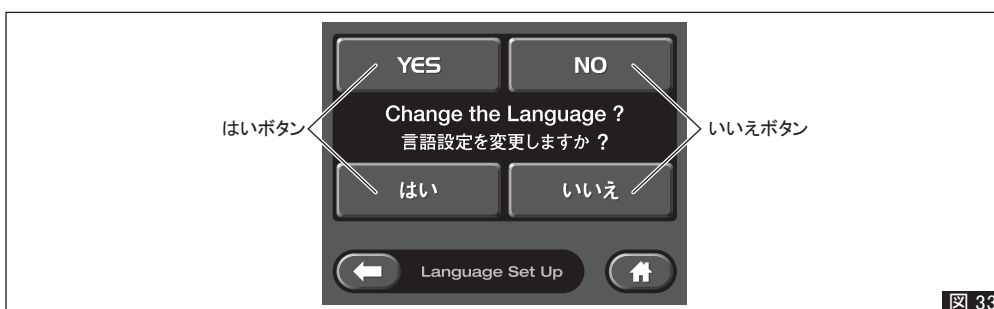 YES NO
はいボタン
Change the Language ?
言語設定を変更しますか ?
いいえボタン
はい いいえ
Language Set Up
図 33